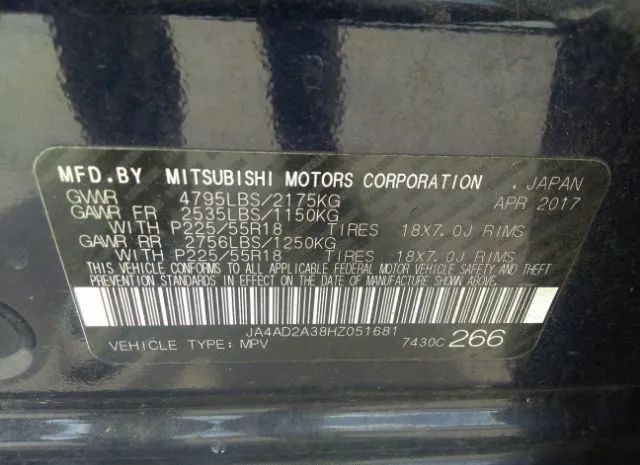 MFD.BY MITSUBISHI MOTORS CORPORATION . JAPAN
GVWR 4795LBS/2175KG APR 2017
GAWR FR 2535LBS/1150KG
WITH P225/55R18 TIRES 18X7.0J RIMS
GAWR RR 2756LBS/1250KG
WITH P225/55R18 TIRES 18X7.0J RIMS
THIS VEHICLE CONFORMS TO ALL APPLICABLE FEDERAL MOTOR VEHICLE SAFETY AND THEFT
PREVENTION STANDARDS IN EFFECT ON THE DATE OF MANUFACTURE SHOWN ABOVE.
JA4AD2A38HZ051681
VEHICLE TYPE: MPV 7430C 266